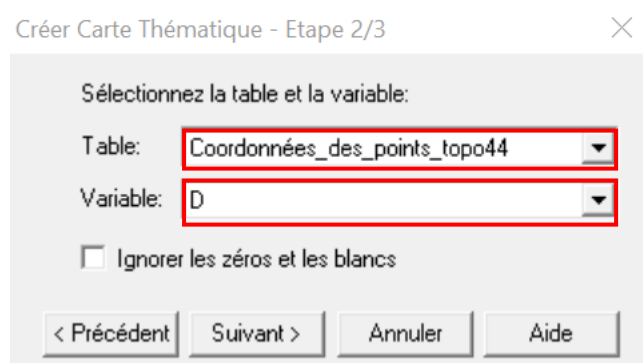 Créer Carte Thématique - Etape 2/3
Sélectionnez la table et la variable:
Table: Coordonnées_des_points_topo44
Variable: D
Ignorer les zéros et les blancs
< Précédent Suivant > Annuler Aide